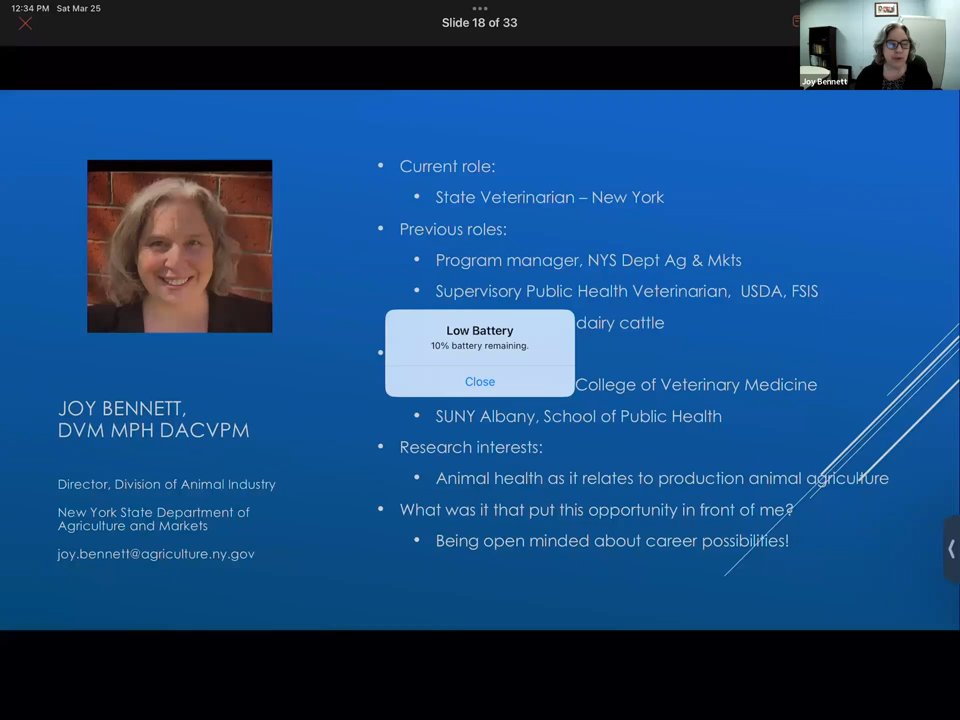 12:34 PM Sat Mar 25
Slide 18 of 33
Joy Bennett
• Current role:
• State Veterinarian – New York
• Previous roles:
• Program manager, NYS Dept Ag & Mkts
• Supervisory Public Health Veterinarian, USDA, FSIS
dairy cattle
Low Battery
10% battery remaining.
Close
•
College of Veterinary Medicine
• SUNY Albany, School of Public Health
• Research interests:
• Animal health as it relates to production animal agriculture
• What was it that put this opportunity in front of me?
• Being open minded about career possibilities!
JOY BENNETT,
DVM MPH DACVPM
Director, Division of Animal Industry
New York State Department of
Agriculture and Markets
joy.bennett@agriculture.ny.gov